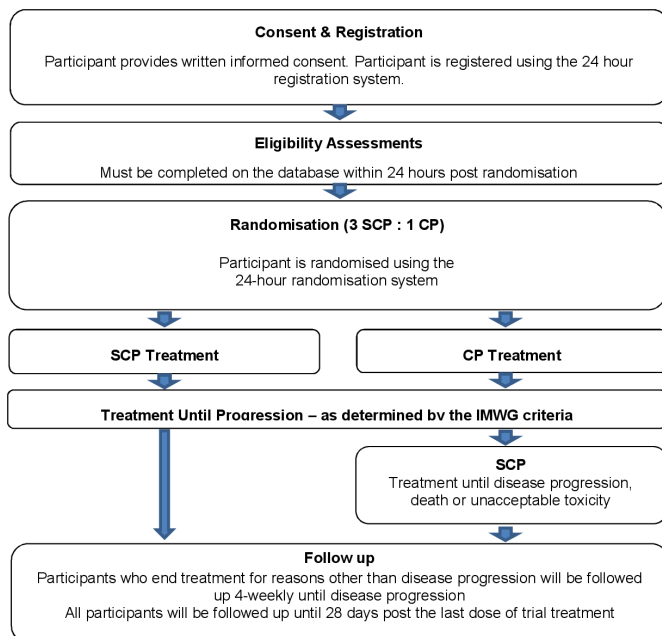 Consent & Registration
Participant provides written informed consent. Participant is registered using the 24 hour
registration system.
Eligibility Assessments
Must be completed on the database within 24 hours post randomisation
Randomisation (3 SCP : 1 CP)
Participant is randomised using the
24-hour randomisation system
SCP Treatment
CP Treatment
Treatment Until Progression – as determined by the IMWG criteria
SCP
Treatment until disease progression,
death or unacceptable toxicity
Follow up
Participants who end treatment for reasons other than disease progression will be followed
up 4-weekly until disease progression
All participants will be followed up until 28 days post the last dose of trial treatment